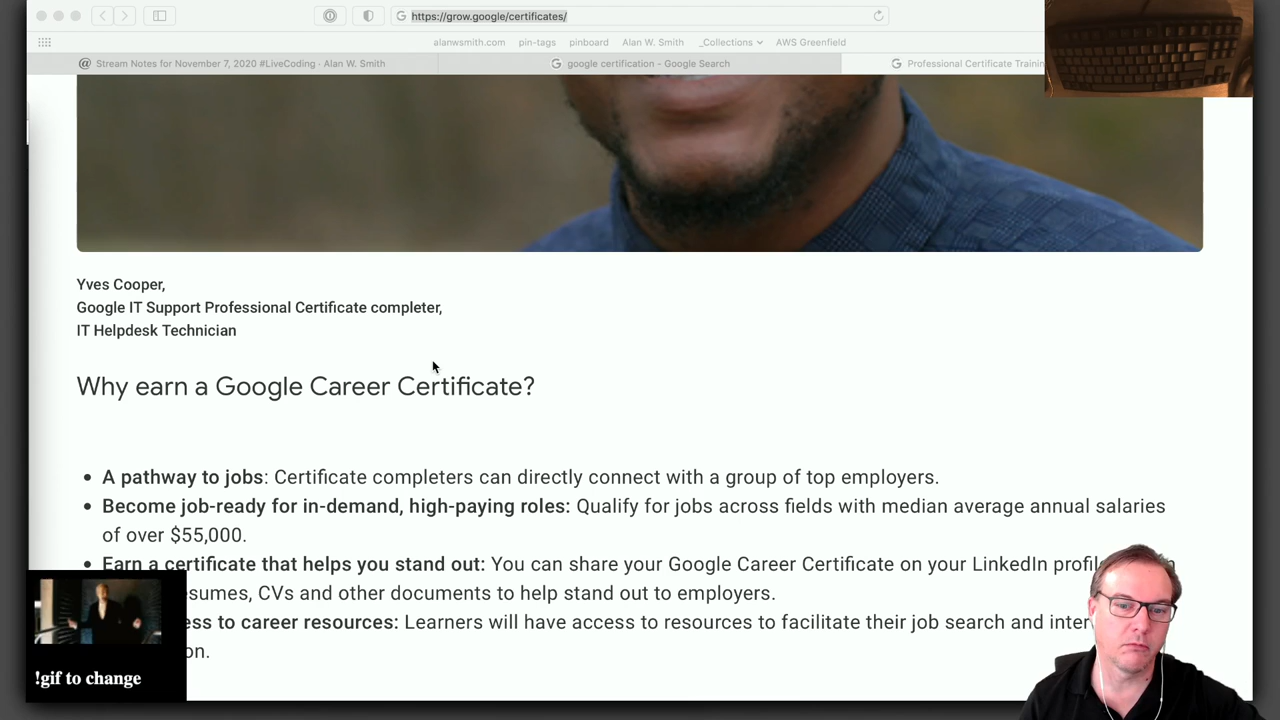 https://grow.google/certificates/
alanwsmith.com pin-tags pinboard Alan W. Smith _Collections AWS Greenfield
Stream Notes for November 7, 2020 #LiveCoding · Alan W. Smith google certification - Google Search Professional Certificate Trainin
Yves Cooper,
Google IT Support Professional Certificate completer,
IT Helpdesk Technician
Why earn a Google Career Certificate?
• A pathway to jobs: Certificate completers can directly connect with a group of top employers.
• Become job-ready for in-demand, high-paying roles: Qualify for jobs across fields with median average annual salaries
of over $55,000.
• Earn a certificate that helps you stand out: You can share your Google Career Certificate on your LinkedIn profil
sumes, CVs and other documents to help stand out to employers.
ess to career resources: Learners will have access to resources to facilitate their job search and inter
on.
!gif to change